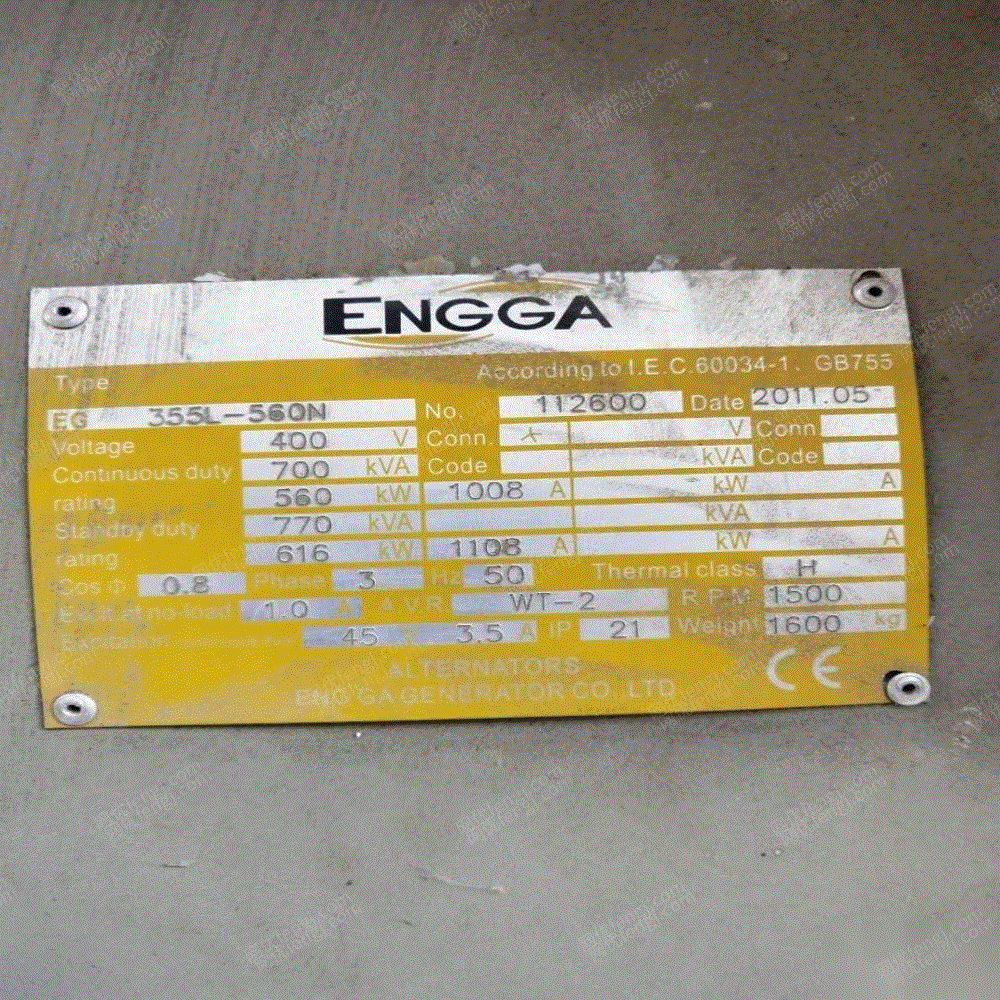 ENGGA
Type According to I.E.C.60034-1. GB755
EG 355L-560N No. 112600 Date 2011.05
Voltage 400 V Conn. V Conn
Continuous duty 700 kVA Code kVA Code
rating 560 kW 1008 A kW A
Standby duty 770 kVA kVA
rating 616 kW 1108 A kW A
Cos Φ 0.8 Phase 3 HZ 50 Thermal class H
at no-load 1.0 A A.V.R WT-2 R.P.M 1500
45 3.5 A IP 21 Weight 1600 kg
ALTERNATORS CE
ENGGA GENERATOR CO., LTD